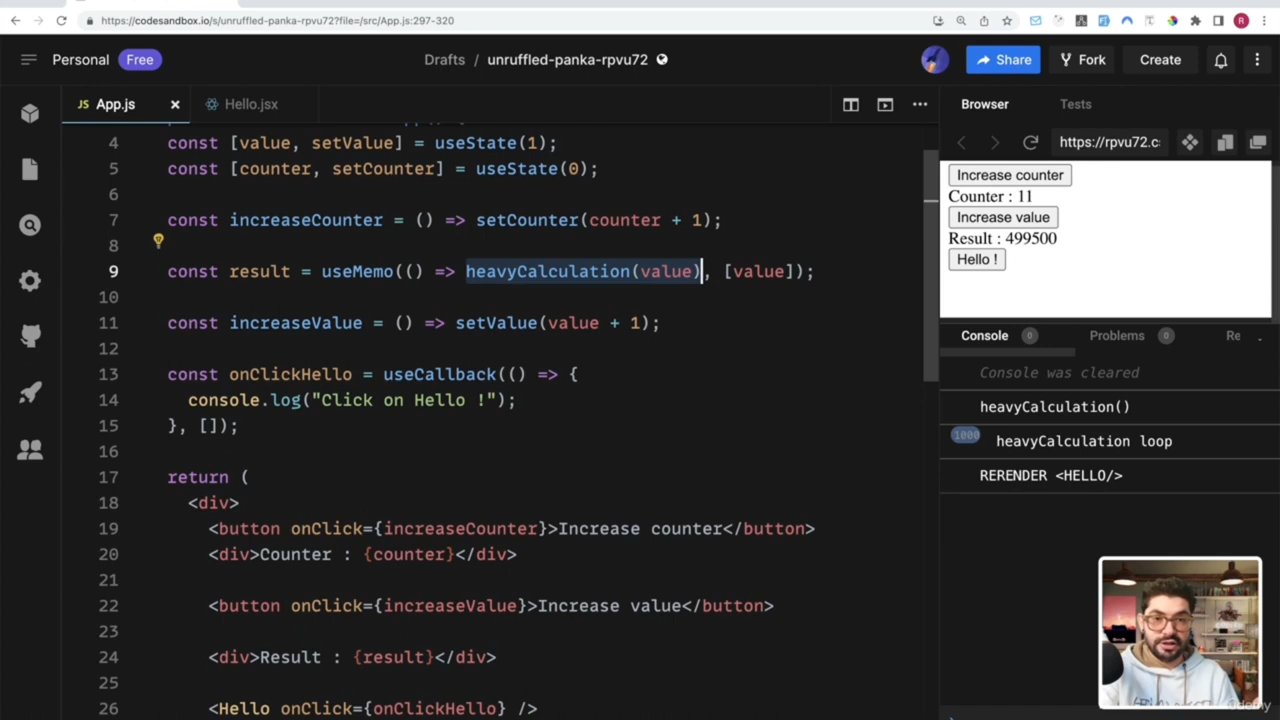 https://codesandbox.io/s/unruffled-panka-rpvu72?file=/src/App.js:297-320
R
Personal Free
Drafts / unruffled-panka-rpvu72
Share
Fork
Create
JS App.js
Hello.jsx
4 const [value, setValue] = useState(1);
5 const [counter, setCounter] = useState(0);
6
7 const increaseCounter = () => setCounter(counter + 1);
8
9 const result = useMemo(() => heavyCalculation(value), [value]);
10
11 const increaseValue = () => setValue(value + 1);
12
13 const onClickHello = useCallback(() => {
14 console.log("Click on Hello !");
15 }, []);
16
17 return (
18 <div>
19 <button onClick={increaseCounter}>Increase counter</button>
20 <div>Counter : {counter}</div>
21
22 <button onClick={increaseValue}>Increase value</button>
23
24 <div>Result : {result}</div>
25
26 <Hello onClick={onClickHello} />
Browser Tests
https://rpvu72.c
Increase counter
Counter : 11
Increase value
Result : 499500
Hello !
Console 0 Problems 0 Re
Console was cleared
heavyCalculation()
1000 heavyCalculation loop
RERENDER <HELLO/>
Udemy